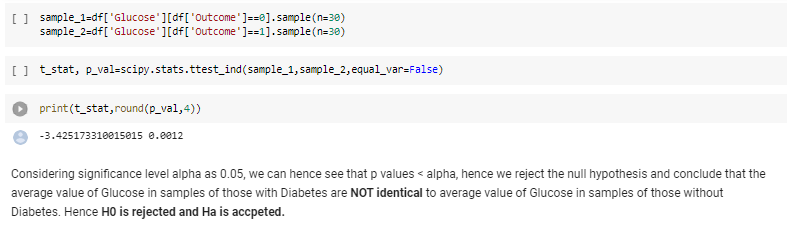 [ ] sample_1=df['Glucose'][df['Outcome']==0].sample(n=30)
sample_2=df['Glucose'][df['Outcome']==1].sample(n=30)
[ ] t_stat, p_val=scipy.stats.ttest_ind(sample_1,sample_2,equal_var=False)
print(t_stat,round(p_val,4))
-3.425173310015015 0.0012
Considering significance level alpha as 0.05, we can hence see that p values < alpha, hence we reject the null hypothesis and conclude that the
average value of Glucose in samples of those with Diabetes are NOT identical to average value of Glucose in samples of those without
Diabetes. Hence H0 is rejected and Ha is accpeted.